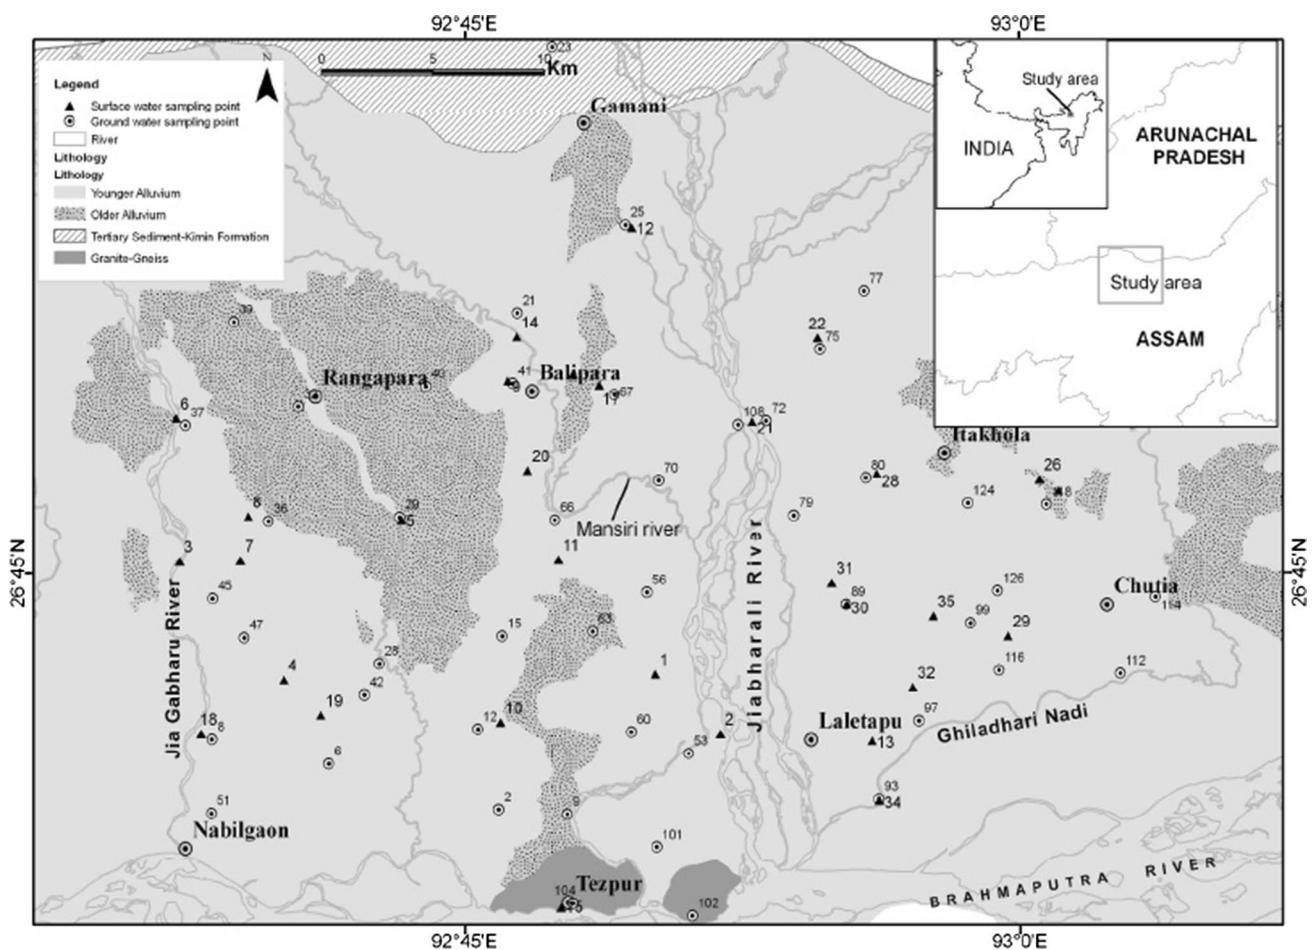 92°45'E
93°0'E
N
0
5
10
Km
23
Legend
Surface water sampling point
Ground water sampling point
River
Lithology
Lithology
Younger Alluvium
Older Alluvium
Tertiary Sediment-Kimin Formation
Granite-Gneiss
Study area
INDIA
ARUNACHAL
PRADESH
Study area
ASSAM
Gamani
25
12
77
21
14
22
75
39
Rangapara
40
41
Balipara
17
67
6
37
108
72
21
Itakhola
20
70
80
28
26
18
124
8
36
29
66
79
Mansiri river
3
7
11
26°45'N
26°45'N
45
56
31
89
30
126
Chutia
114
47
15
63
35
99
29
28
1
116
112
4
42
32
19
Jia Gabharu River
Jiabharali River
12
10
60
2
97
Laletapu
Ghiladhari Nadi
18
8
13
6
53
51
2
9
93
34
Nabilgaon
101
BRAHMAPUTRA RIVER
Tezpur
104
102
92°45'E
93°0'E